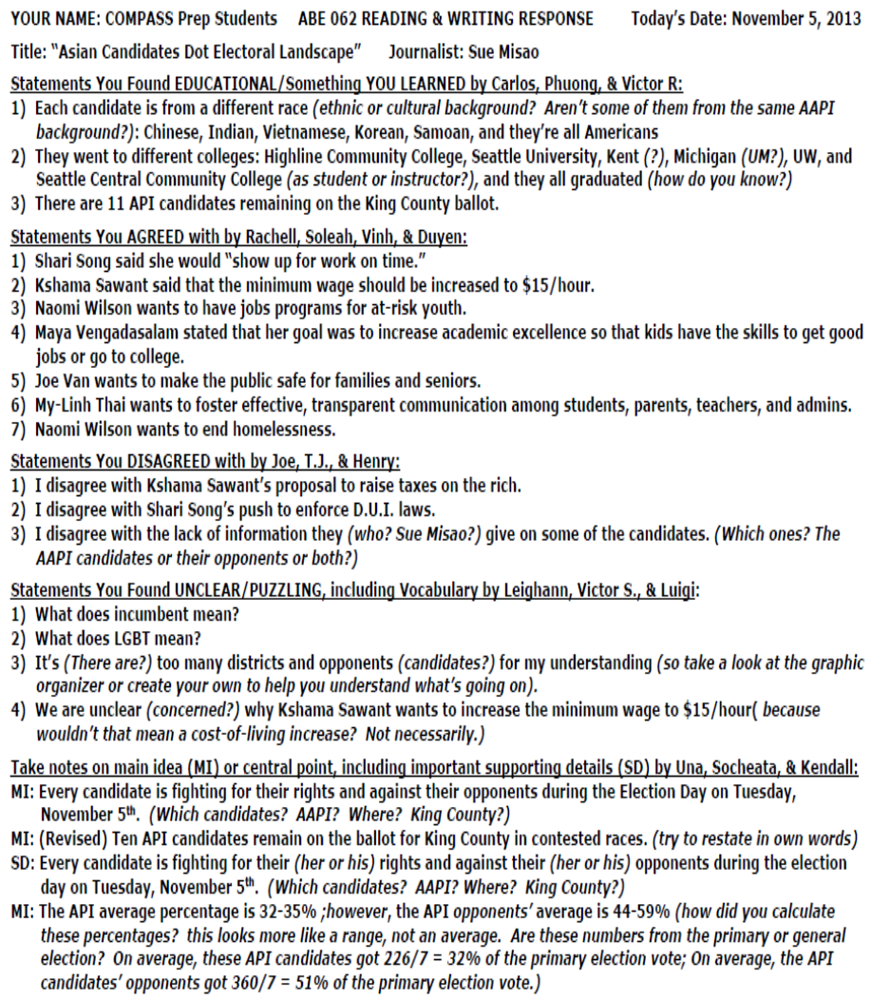 YOUR NAME: COMPASS Prep Students ABE 062 READING & WRITING RESPONSE Today's Date: November 5, 2013
Title: "Asian Candidates Dot Electoral Landscape" Journalist: Sue Misao
Statements You Found EDUCATIONAL/Something YOU LEARNED by Carlos, Phuong, & Victor R:
1) Each candidate is from a different race (ethnic or cultural background? Aren't some of them from the same AAPI
background?): Chinese, Indian, Vietnamese, Korean, Samoan, and they're all Americans
2) They went to different colleges: Highline Community College, Seattle University, Kent (?), Michigan (UM?), UW, and
Seattle Central Community College (as student or instructor?), and they all graduated (how do you know?)
3) There are 11 API candidates remaining on the King County ballot.
Statements You AGREED with by Rachell, Soleah, Vinh, & Duyen:
1) Shari Song said she would "show up for work on time."
2) Kshama Sawant said that the minimum wage should be increased to $15/hour.
3) Naomi Wilson wants to have jobs programs for at-risk youth.
4) Maya Vengadasalam stated that her goal was to increase academic excellence so that kids have the skills to get good
jobs or go to college.
5) Joe Van wants to make the public safe for families and seniors.
6) My-Linh Thai wants to foster effective, transparent communication among students, parents, teachers, and admins.
7) Naomi Wilson wants to end homelessness.
Statements You DISAGREED with by Joe, T.J., & Henry:
1) I disagree with Kshama Sawant's proposal to raise taxes on the rich.
2) I disagree with Shari Song's push to enforce D.U.I. laws.
3) I disagree with the lack of information they (who? Sue Misao?) give on some of the candidates. (Which ones? The
AAPI candidates or their opponents or both?)
Statements You Found UNCLEAR/PUZZLING, including Vocabulary by Leighann, Victor S., & Luigi:
1) What does incumbent mean?
2) What does LGBT mean?
3) It's (There are?) too many districts and opponents (candidates?) for my understanding (so take a look at the graphic
organizer or create your own to help you understand what's going on).
4) We are unclear (concerned?) why Kshama Sawant wants to increase the minimum wage to $15/hour( because
wouldn't that mean a cost-of-living increase? Not necessarily.)
Take notes on main idea (MI) or central point, including important supporting details (SD) by Una, Socheata, & Kendall:
MI: Every candidate is fighting for their rights and against their opponents during the Election Day on Tuesday,
November 5th. (Which candidates? AAPI? Where? King County?)
MI: (Revised) Ten API candidates remain on the ballot for King County in contested races. (try to restate in own words)
SD: Every candidate is fighting for their (her or his) rights and against their (her or his) opponents during the election
day on Tuesday, November 5th. (Which candidates? AAPI? Where? King County?)
MI: The API average percentage is 32-35% ;however, the API opponents' average is 44-59% (how did you calculate
these percentages? this looks more like a range, not an average. Are these numbers from the primary or general
election? On average, these API candidates got 226/7 = 32% of the primary election vote; On average, the API
candidates' opponents got 360/7 = 51% of the primary election vote.)